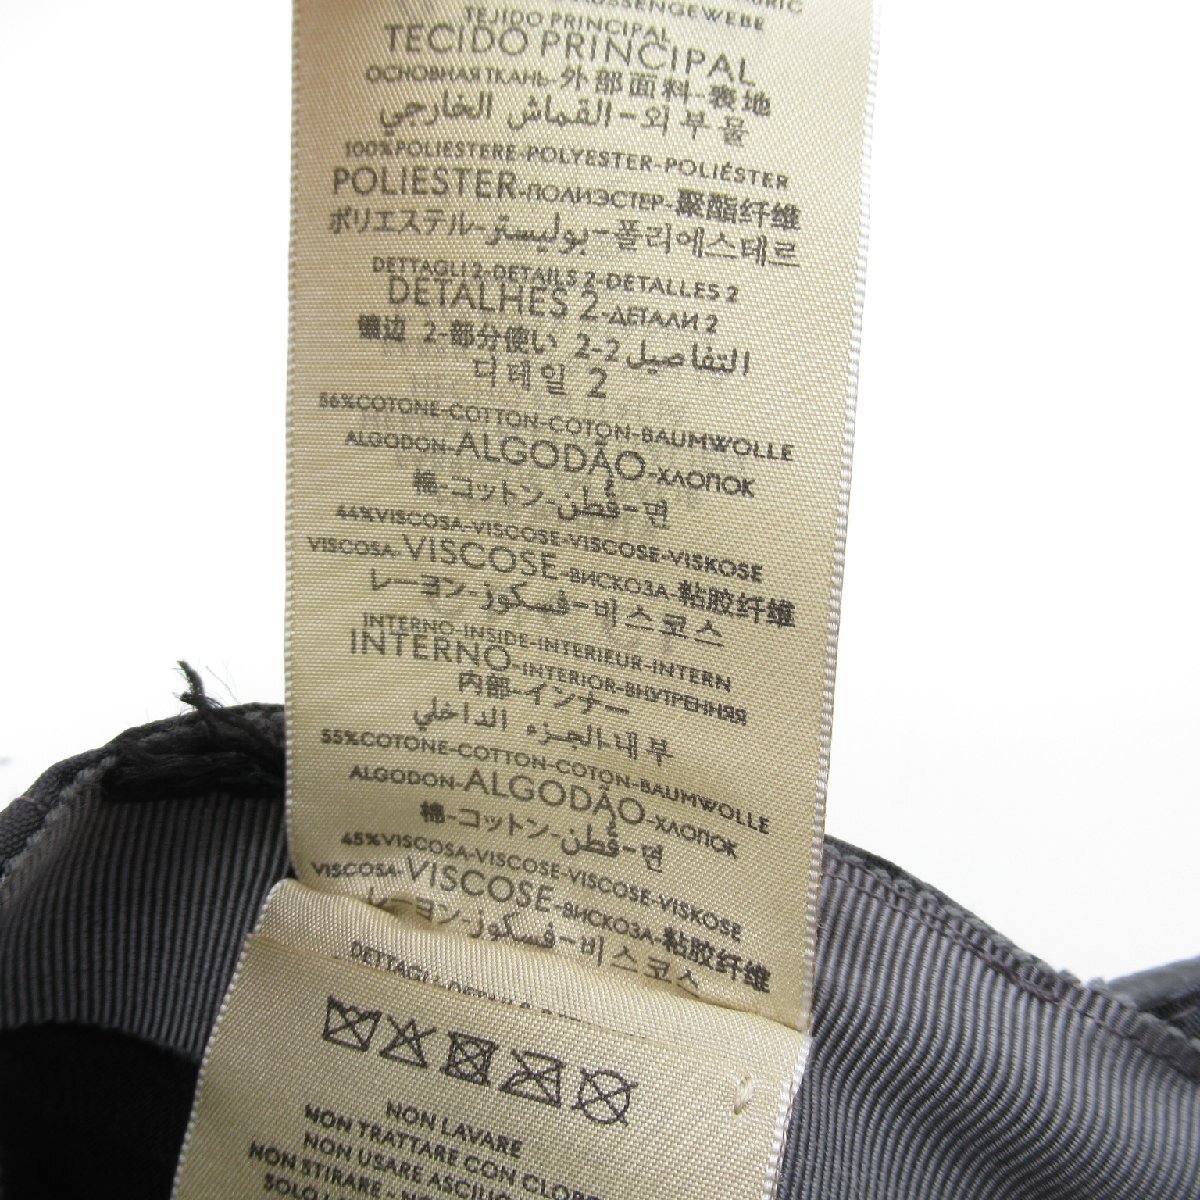 TEJIDO PRINCIPAL
TECIDO PRINCIPAL
ОСНОВНАЯ ТКАНЬ-外部面料-表地
القماش الخارجي-외부물
100%POLIESTERE-POLYESTER-POLIÉSTER
POLIESTER-ПОЛИЭСТЕР-聚酯纤维
ポリエステル-بوليستر-폴리에스테르
DETTAGLI 2-DETAILS 2-DETALLES 2
DETALHES 2-ДЕТАЛИ 2
镶边 2-部分使い 2-2 التفاصيل
디테일 2
56%COTONE-COTTON-COTON-BAUMWOLLE
ALGODON-ALGODÃO-ХЛОПОК
棉-コットン-قُطن-면
44%VISCOSA-VISCOSE-VISCOSE-VISKOSE
VISCOSA-VISCOSE-ВИСКОЗА-粘胶纤维
レーヨン-فسكوز-비스코스
INTERNO-INSIDE-INTERIEUR-INTERN
INTERNO-INTERIOR-ВНУТРЕННЯЯ
内部-インナー
الجزء الداخلي-내부
55%COTONE-COTTON-COTON-BAUMWOLLE
ALGODON-ALGODÃO-ХЛОПОК
棉-コットン-قُطن-면
45%VISCOSA-VISCOSE-VISCOSE-VISKOSE
VISCOSA-VISCOSE-ВИСКОЗА-粘胶纤维
レーヨン-فسكوز-비스코스
DETTAGLI
NON LAVARE
NON TRATTARE CON
NON USARE
NON STIRARE-
SOLO